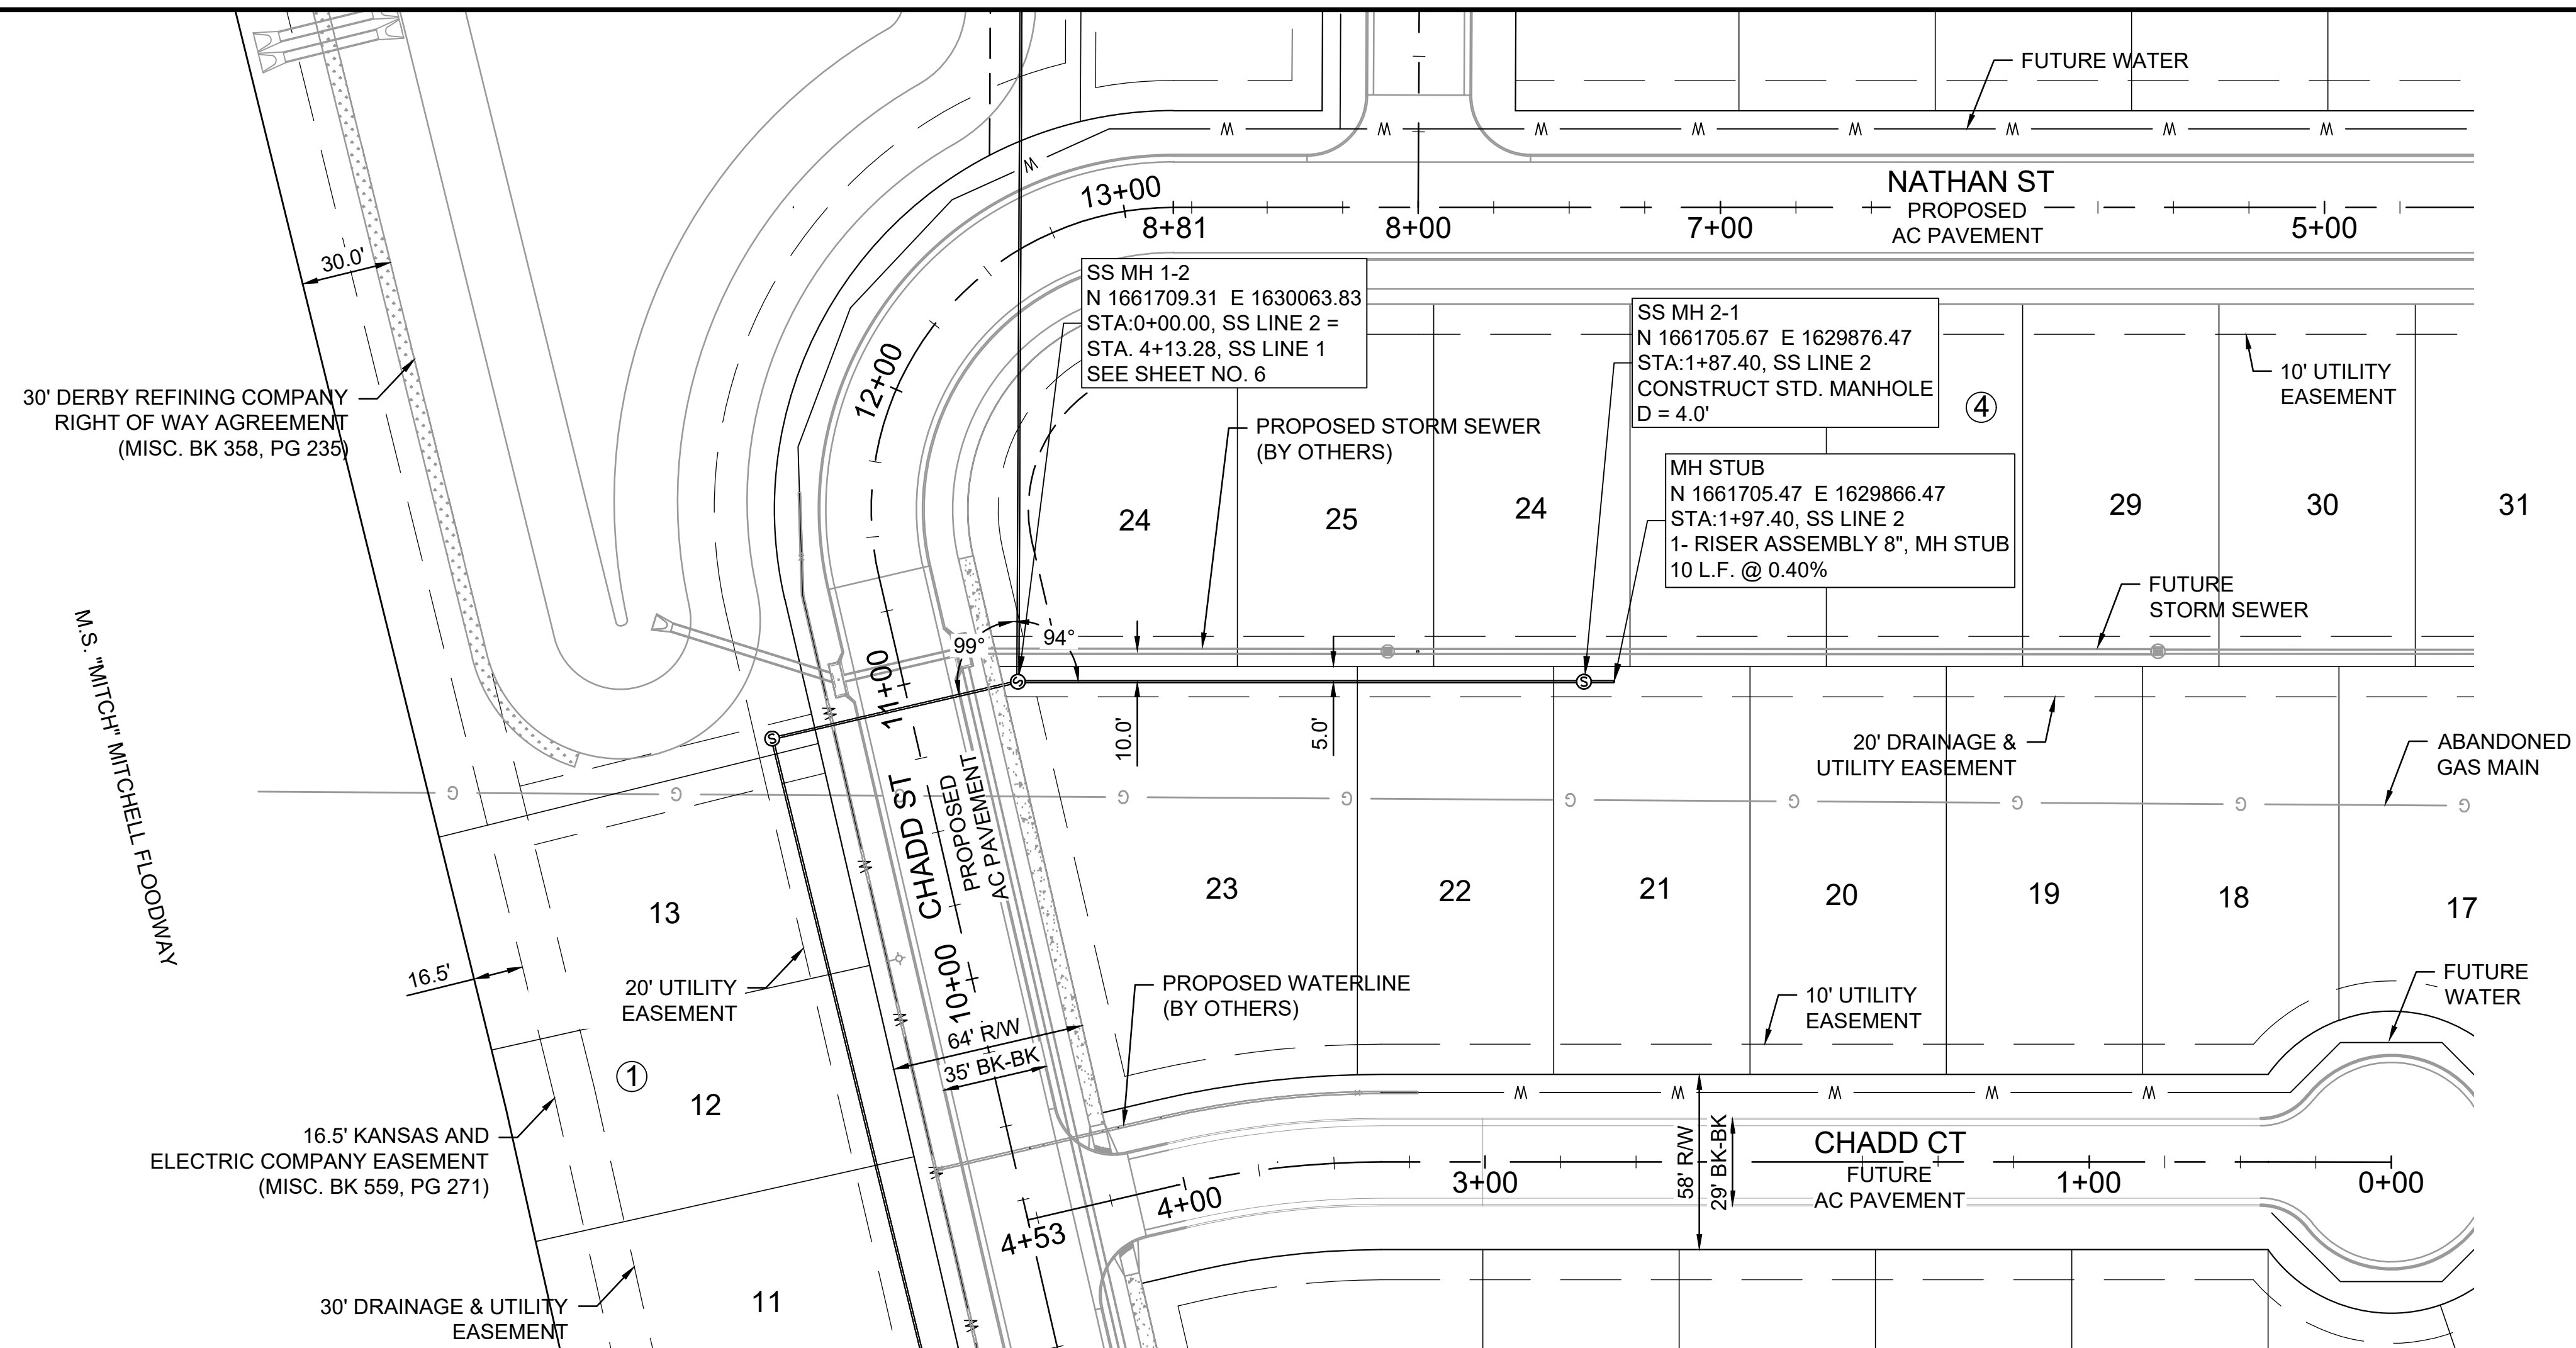 FUTURE WATER
NATHAN ST
PROPOSED
AC PAVEMENT
13+00
8+81
8+00
7+00
5+00
30.0'
SS MH 1-2
N 1661709.31 E 1630063.83
STA:0+00.00, SS LINE 2 =
STA. 4+13.28, SS LINE 1
SEE SHEET NO. 6
SS MH 2-1
N 1661705.67 E 1629876.47
STA:1+87.40, SS LINE 2
CONSTRUCT STD. MANHOLE
D = 4.0'
4
10' UTILITY
EASEMENT
30' DERBY REFINING COMPANY
RIGHT OF WAY AGREEMENT
(MISC. BK 358, PG 235)
12+00
PROPOSED STORM SEWER
(BY OTHERS)
MH STUB
N 1661705.47 E 1629866.47
STA:1+97.40, SS LINE 2
1- RISER ASSEMBLY 8", MH STUB
10 L.F. @ 0.40%
24
25
24
29
30
31
FUTURE
STORM SEWER
99°
94°
11+00
M.S. "MITCH" MITCHELL FLOODWAY
S
S
S
10.0'
5.0'
20' DRAINAGE &
UTILITY EASEMENT
ABANDONED
GAS MAIN
G G G G G G G G G G
W W W W W W W W
W
W W W W W W
W W W W W
CHADD ST
PROPOSED
AC PAVEMENT
13
23
22
21
20
19
18
17
16.5'
20' UTILITY
EASEMENT
10+00
PROPOSED WATERLINE
(BY OTHERS)
10' UTILITY
EASEMENT
FUTURE
WATER
64' R/W
35' BK-BK
1
12
16.5' KANSAS AND
ELECTRIC COMPANY EASEMENT
(MISC. BK 559, PG 271)
58' R/W
29' BK-BK
CHADD CT
FUTURE
AC PAVEMENT
4+53
4+00
3+00
1+00
0+00
11
30' DRAINAGE & UTILITY
EASEMENT